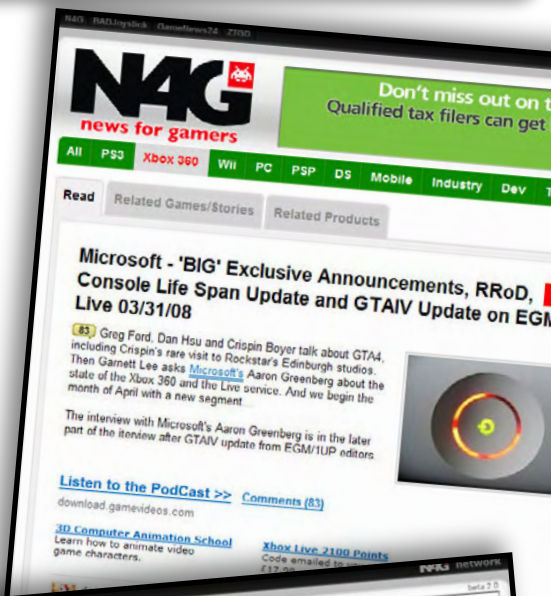 N4G BADJoystick GameNews24 ZTGD
N4G
news for gamers
Don't miss out on t
Qualified tax filers can get
All PS3 Xbox 360 Wii PC PSP DS Mobile Industry Dev T
Read Related Games/Stories Related Products
Microsoft - 'BIG' Exclusive Announcements, RRoD,
Console Life Span Update and GTAIV Update on EGM
Live 03/31/08
83 Greg Ford, Dan Hsu and Crispin Boyer talk about GTA4,
including Crispin's rare visit to Rockstar's Edinburgh studios.
Then Garnett Lee asks Microsoft's Aaron Greenberg about the
state of the Xbox 360 and the Live service. And we begin the
month of April with a new segment
The interview with Microsoft's Aaron Greenberg is in the later
part of the iterview after GTAIV update from EGM/1UP editors
Listen to the PodCast >> Comments (83)
download.gamevideos.com
3D Computer Animation School
Learn how to animate video
game characters.
Xbox Live 2100 Points
Code emailed to
N4G network
beta 2.0